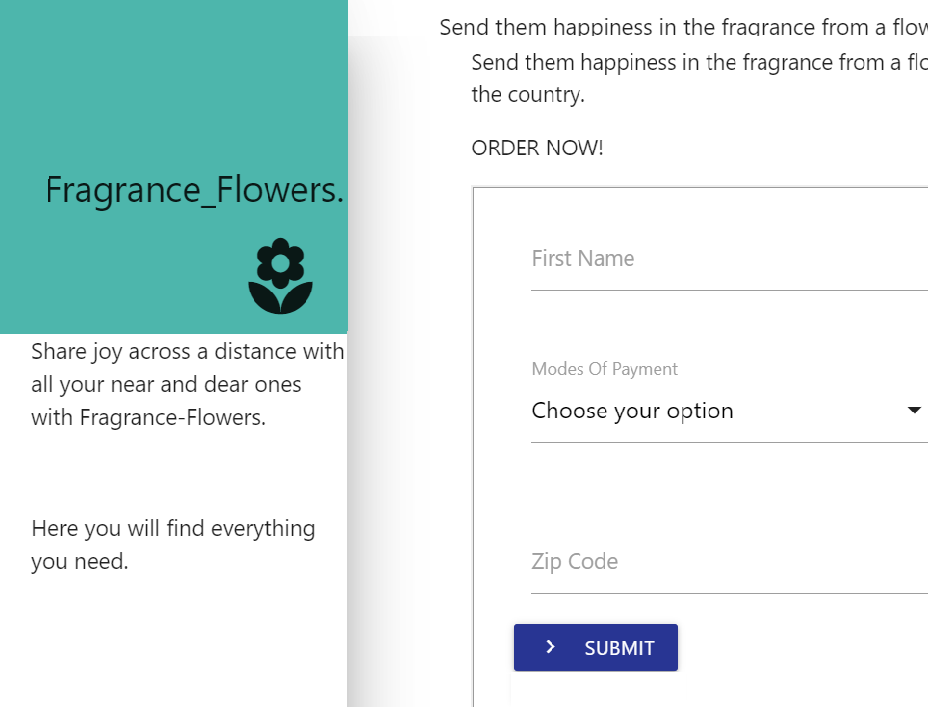 Fragrance_Flowers.
Share joy across a distance with
all your near and dear ones
with Fragrance-Flowers.
Here you will find everything
you need.
Send them happiness in the fragrance from a
Send them happiness in the fragrance from a
the country.
ORDER NOW!
First Name
Modes Of Payment
Choose your option
Zip Code
SUBMIT